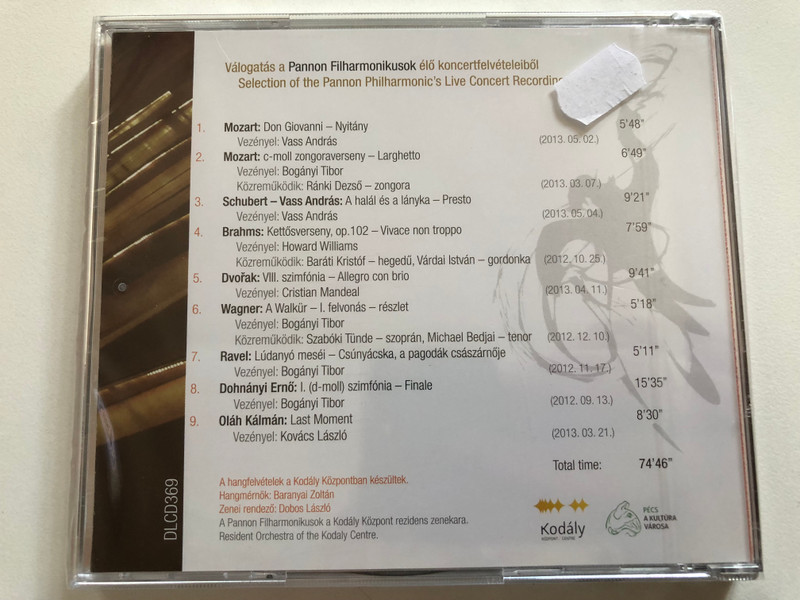 Válogatás a Pannon Filharmonikusok élő koncertfelvételeiből
Selection of the Pannon Philharmonic's Live Concert Recording
1. Mozart: Don Giovanni – Nyitány 5'48"
Vezényel: Vass András (2013. 05. 02.)
2. Mozart: c-moll zongoraverseny – Larghetto 6'49"
Vezényel: Bogányi Tibor
Közreműködik: Ránki Dezső – zongora (2013. 03. 07.)
3. Schubert – Vass András: A halál és a lányka – Presto 9'21"
Vezényel: Vass András (2013. 05. 04.)
4. Brahms: Kettősverseny, op.102 – Vivace non troppo 7'59"
Vezényel: Howard Williams
Közreműködik: Baráti Kristóf – hegedű, Várdai István – gordonka (2012. 10. 25.)
5. Dvořak: VIII. szimfónia – Allegro con brio 9'41"
Vezényel: Cristian Mandeal (2013. 04. 11.)
6. Wagner: A Walkür – I. felvonás – részlet 5'18"
Vezényel: Bogányi Tibor
Közreműködik: Szabóki Tünde – szoprán, Michael Bedjai – tenor (2012. 12. 10.)
7. Ravel: Lúdanyó meséi – Csúnyácska, a pagodák császárnője 5'11"
Vezényel: Bogányi Tibor (2012. 11. 17.)
8. Dohnányi Ernő: I. (d-moll) szimfónia – Finale 15'35"
Vezényel: Bogányi Tibor (2012. 09. 13.)
9. Oláh Kálmán: Last Moment 8'30"
Vezényel: Kovács László (2013. 03. 21.)
Total time: 74'46"
A hangfelvételek a Kodály Központban készültek.
Hangmérnök: Baranyai Zoltán
Zenei rendező: Dobos László
A Pannon Filharmonikusok a Kodály Központ rezidens zenekara.
Resident Orchestra of the Kodaly Centre.
DLCD369
Kodály
PÉCS
A KULTÚRA
VÁROSA